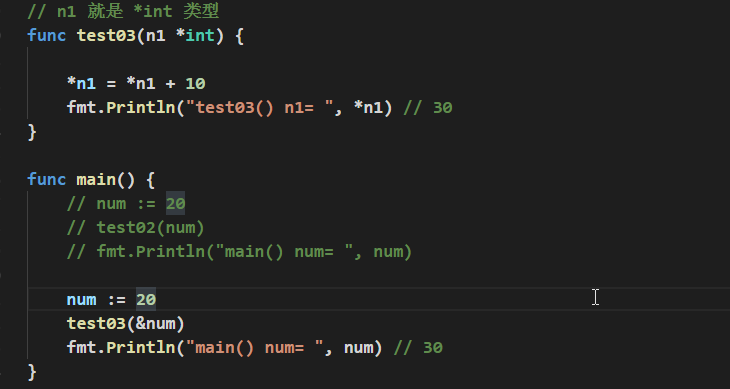 // n1 就是 *int 类型
func test03(n1 *int) {
*n1 = *n1 + 10
fmt.Println("test03() n1= ", *n1) // 30
}
func main() {
// num := 20
// test02(num)
// fmt.Println("main() num= ", num)
num := 20
test03(&num)
fmt.Println("main() num= ", num) // 30
}